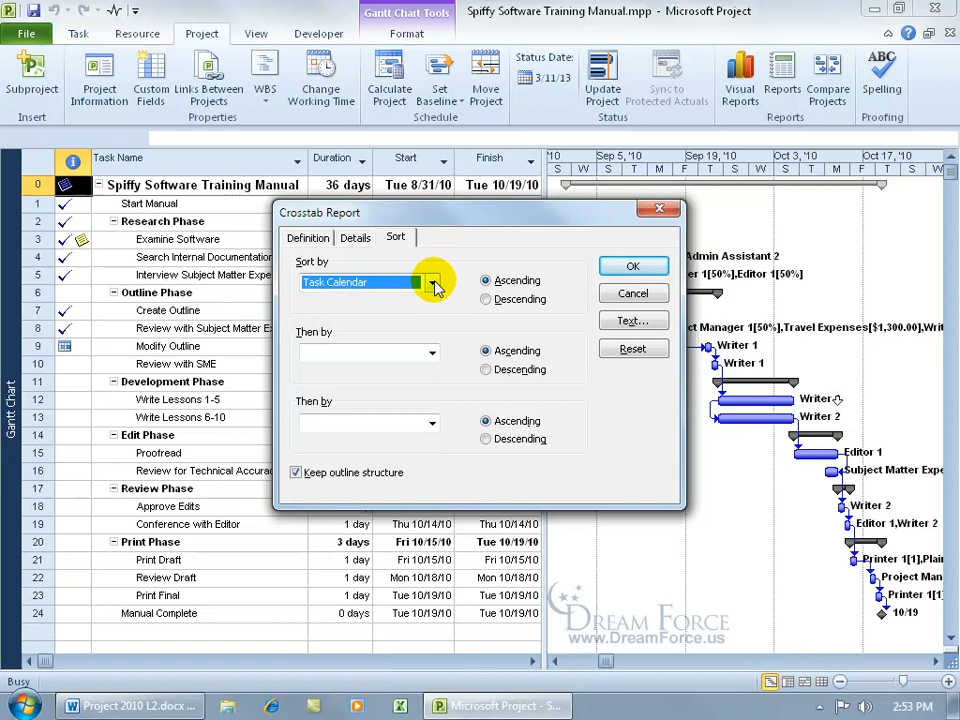 Gantt Chart Tools
Spiffy Software Training Manual.mpp - Microsoft Project
File Task Resource Project View Developer Format
Subproject
Project Information
Custom Fields
Links Between Projects
WBS
Change Working Time
Calculate Project
Set Baseline
Move Project
Status Date:
3/11/13
Update Project
Sync to Protected Actuals
Visual Reports
Reports
Compare Projects
ABC
Spelling
Insert Properties Schedule Status Reports Proofing
Task Name Duration Start Finish
'10 Sep 5, '10 Sep 19, '10 Oct 3, '10 Oct 17, '10
S W S T M F T S W S T M F T S W
0 Spiffy Software Training Manual 36 days Tue 8/31/10 Tue 10/19/10
1 Start Manual
2 Research Phase
3 Examine Software
4 Search Internal Documentation
5 Interview Subject Matter Exper
6 Outline Phase
7 Create Outline
8 Review with Subject Matter Ex
9 Modify Outline
10 Review with SME
11 Development Phase
12 Write Lessons 1-5
13 Write Lessons 6-10
14 Edit Phase
15 Proofread
16 Review for Technical Accurac
17 Review Phase
18 Approve Edits
19 Conference with Editor 1 day Thu 10/14/10 Thu 10/14/10
20 Print Phase 3 days Fri 10/15/10 Tue 10/19/10
21 Print Draft 1 day Fri 10/15/10 Fri 10/15/10
22 Review Draft 1 day Mon 10/18/10 Mon 10/18/10
23 Print Final 1 day Tue 10/19/10 Tue 10/19/10
24 Manual Complete 0 days Tue 10/19/10 Tue 10/19/10
Gantt Chart
Crosstab Report
Definition Details Sort
Sort by
Task Calendar
Ascending
Descending
Then by
Ascending
Descending
Then by
Ascending
Descending
Keep outline structure
OK
Cancel
Text...
Reset
Admin Assistant 2
1[50%],Editor 1[50%]
ct Manager 1[50%],Travel Expenses[$1,300.00],Writ
Writer 1
Writer 1
Writer
Writer 2
Editor 1
Subject Matter Expe
Writer 2
Editor 1,Writer 2
Printer 1[1],Plain
Project Man
Printer 1[1]
10/19
DREAM FORCE
www.DreamForce.us
Busy
Project 2010 L2.docx ...
Microsoft Project - S...
2:53 PM